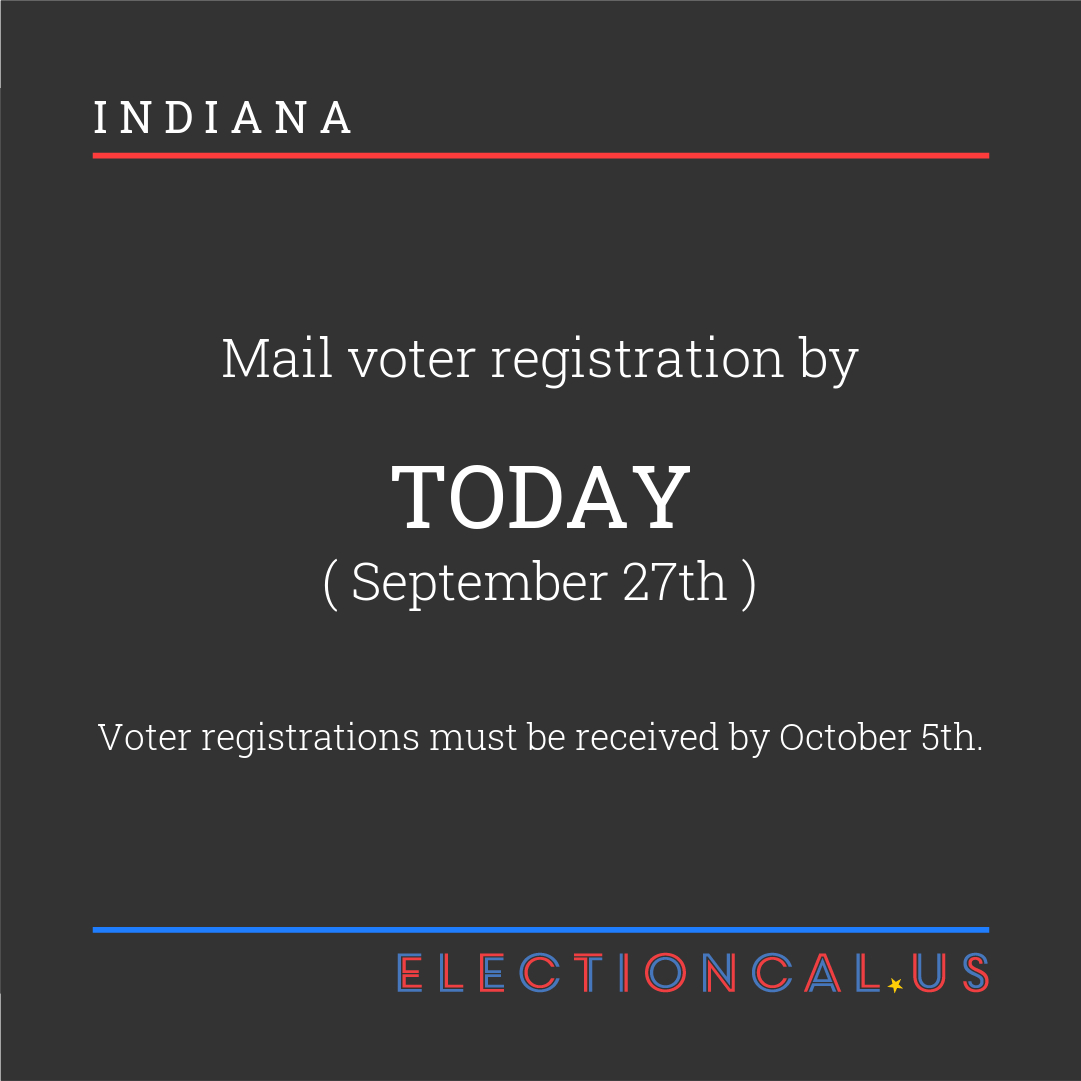 INDIANA
Mail voter registration by
TODAY
( September 27th )
Voter registrations must be received by October 5th.
ELECTIONCAL.US